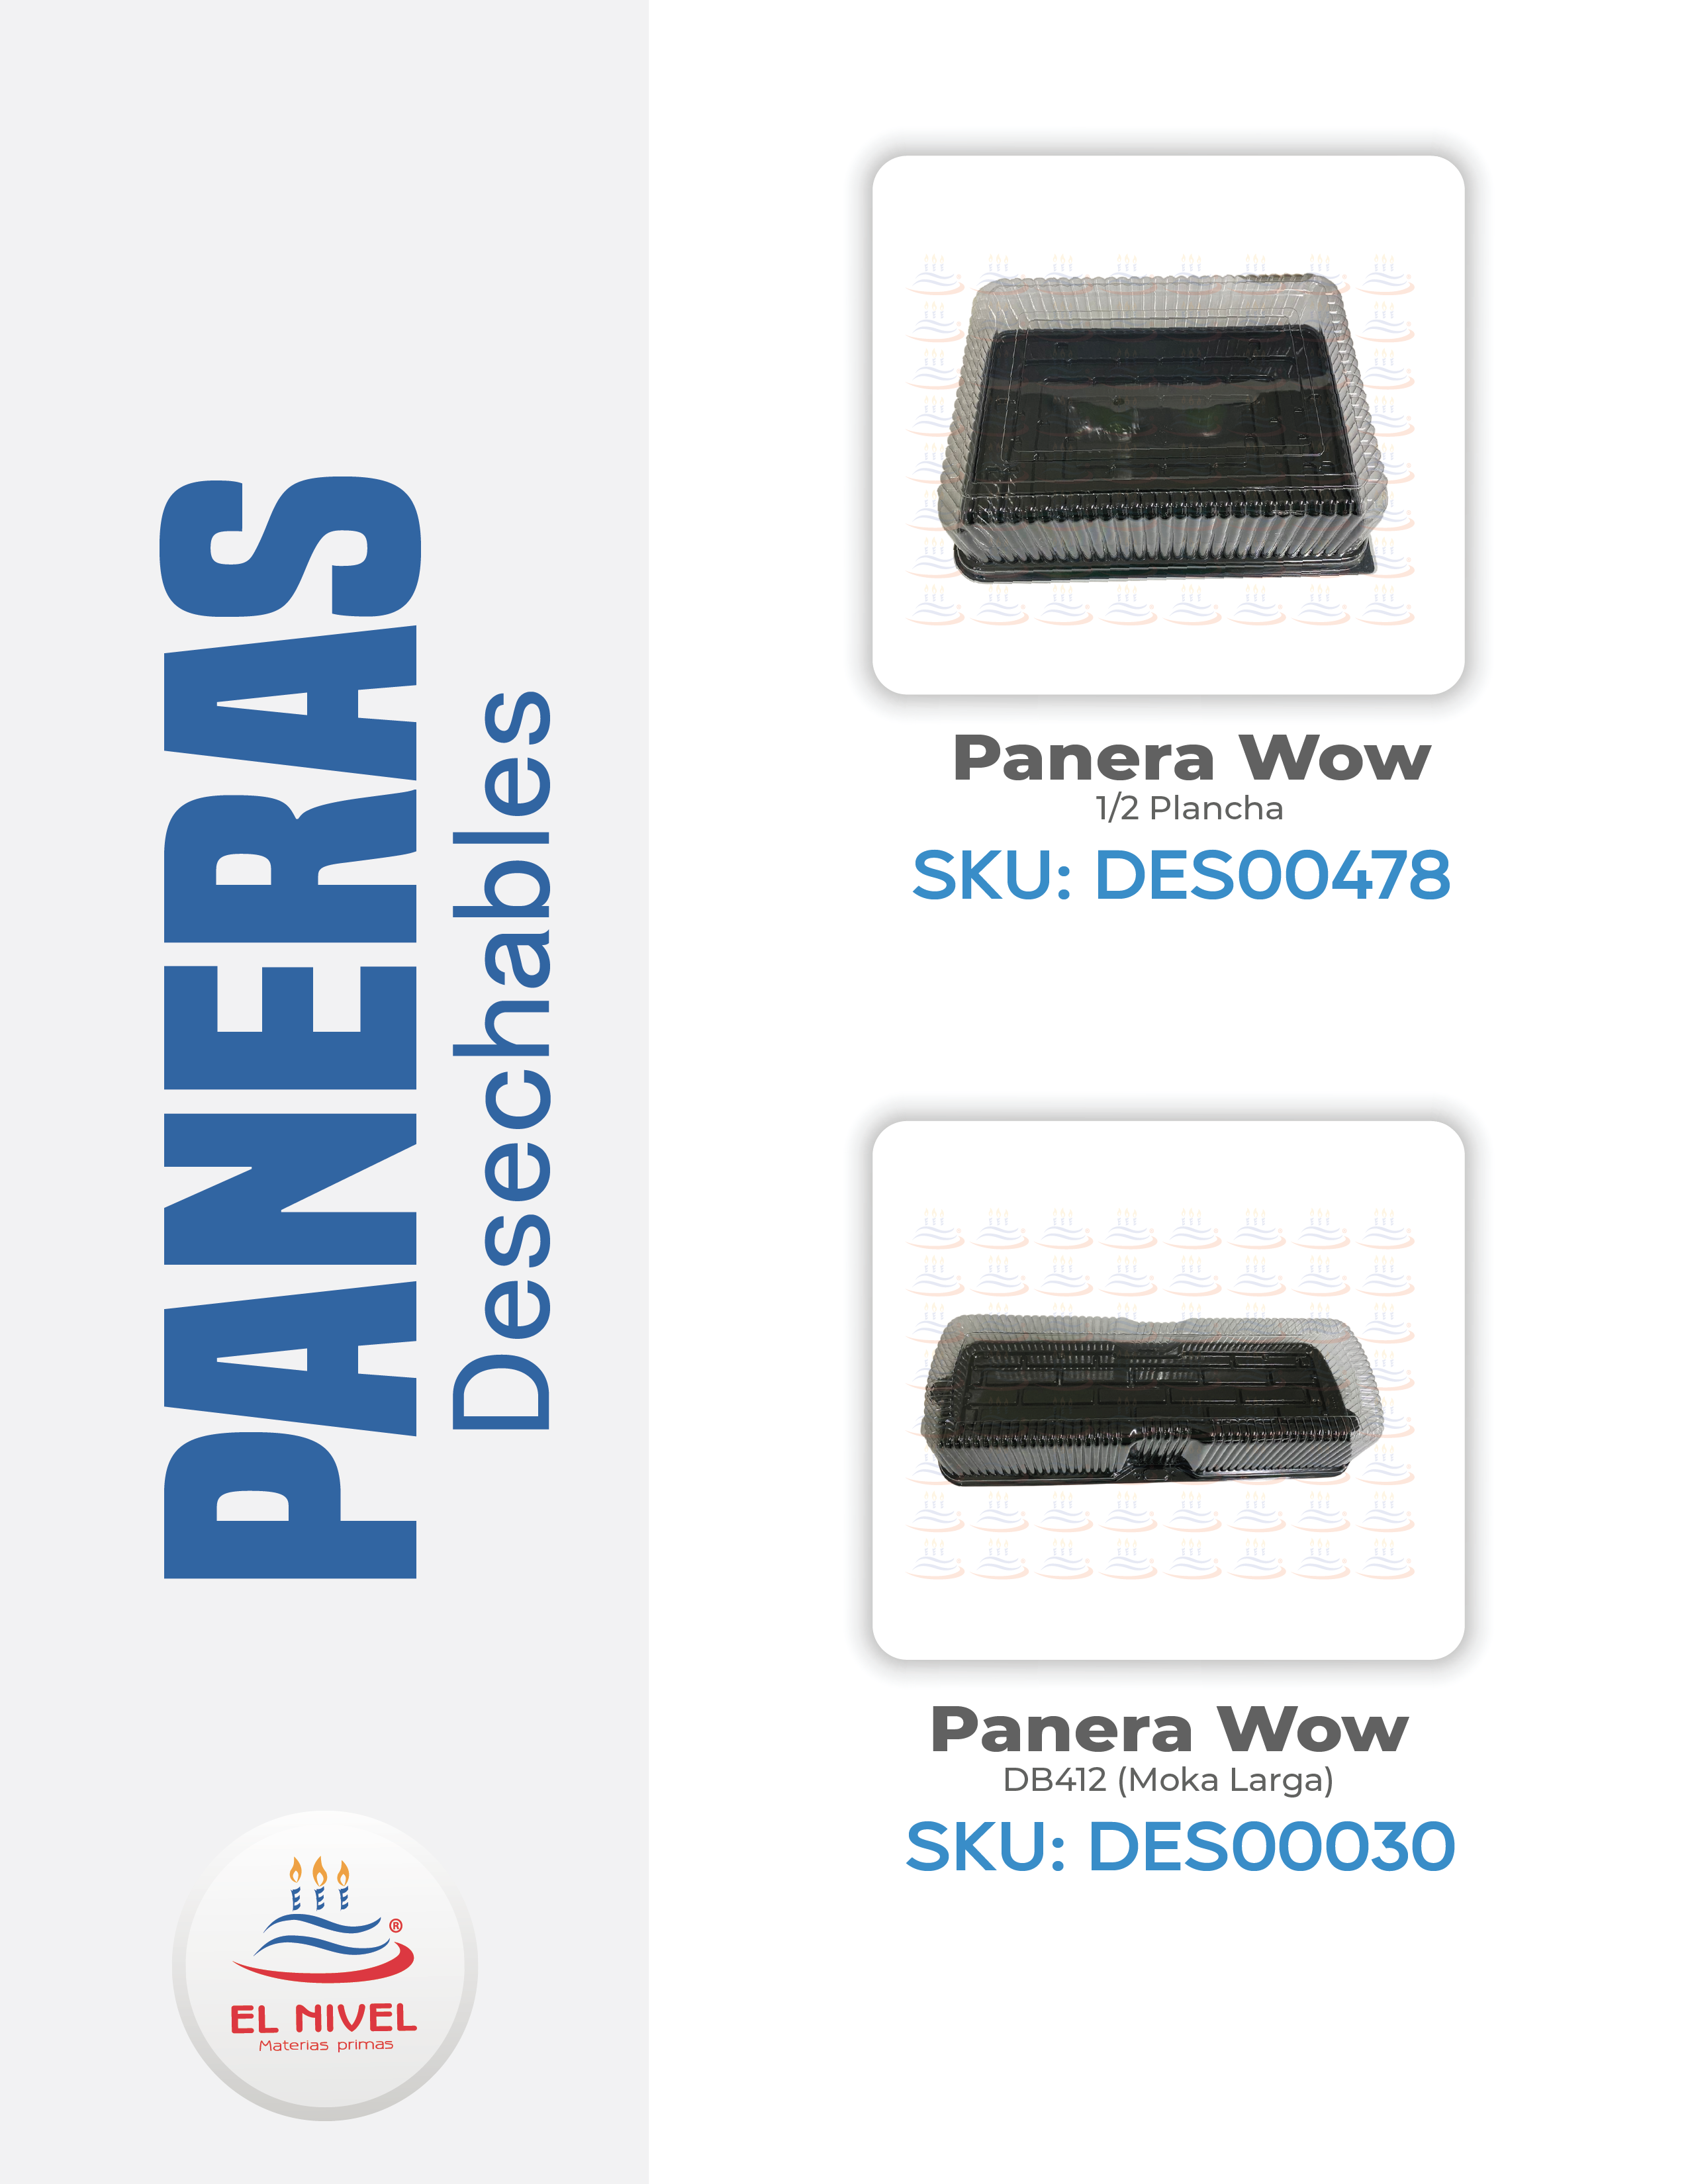 PANERAS
Desechables
Panera Wow
1/2 Plancha
SKU: DES00478
Panera Wow
DB412 (Moka Larga)
SKU: DES00030
®
EL NIVEL
Materias primas